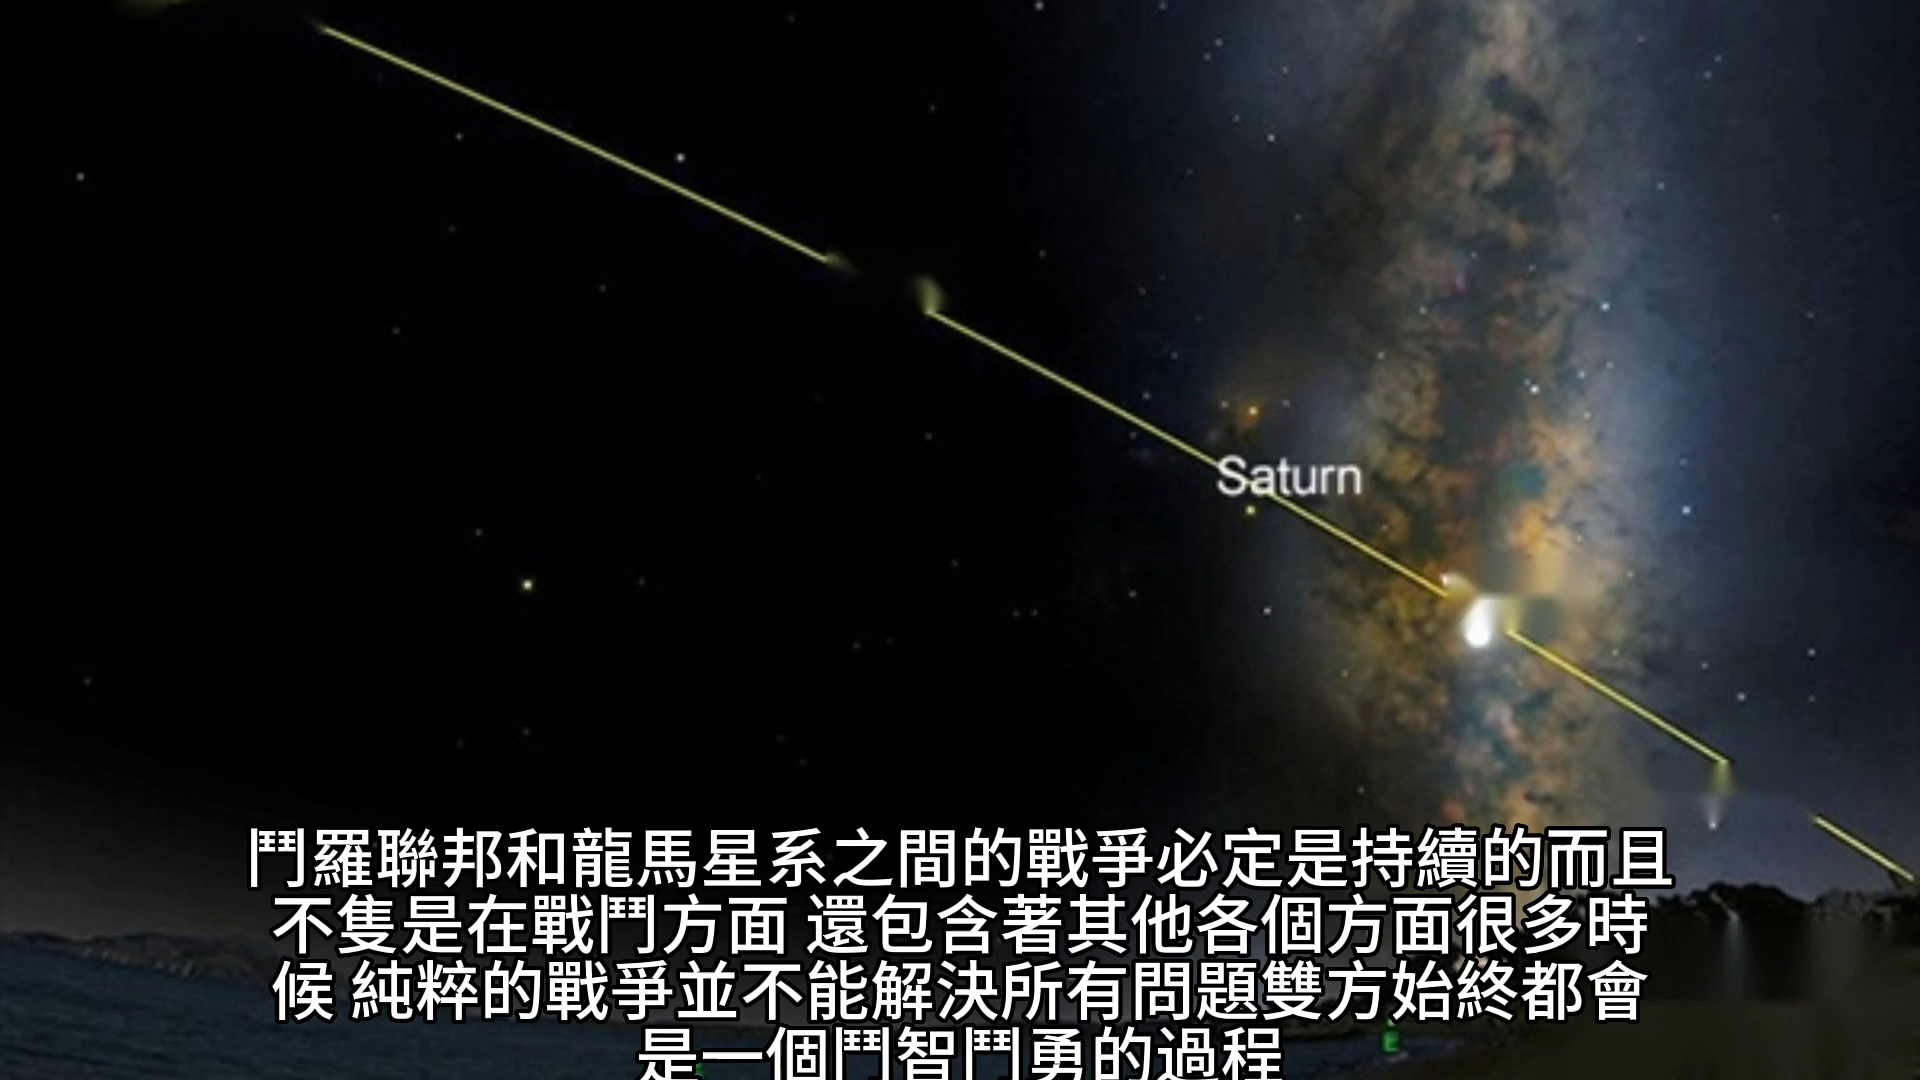 Saturn
鬥羅聯邦和龍馬星系之間的戰爭必定是持續的而且
不隻是在戰鬥方面 還包含著其他各個方面很多時
候 純粹的戰爭並不能解決所有問題雙方始終都會
是一個鬥智鬥勇的過程
E